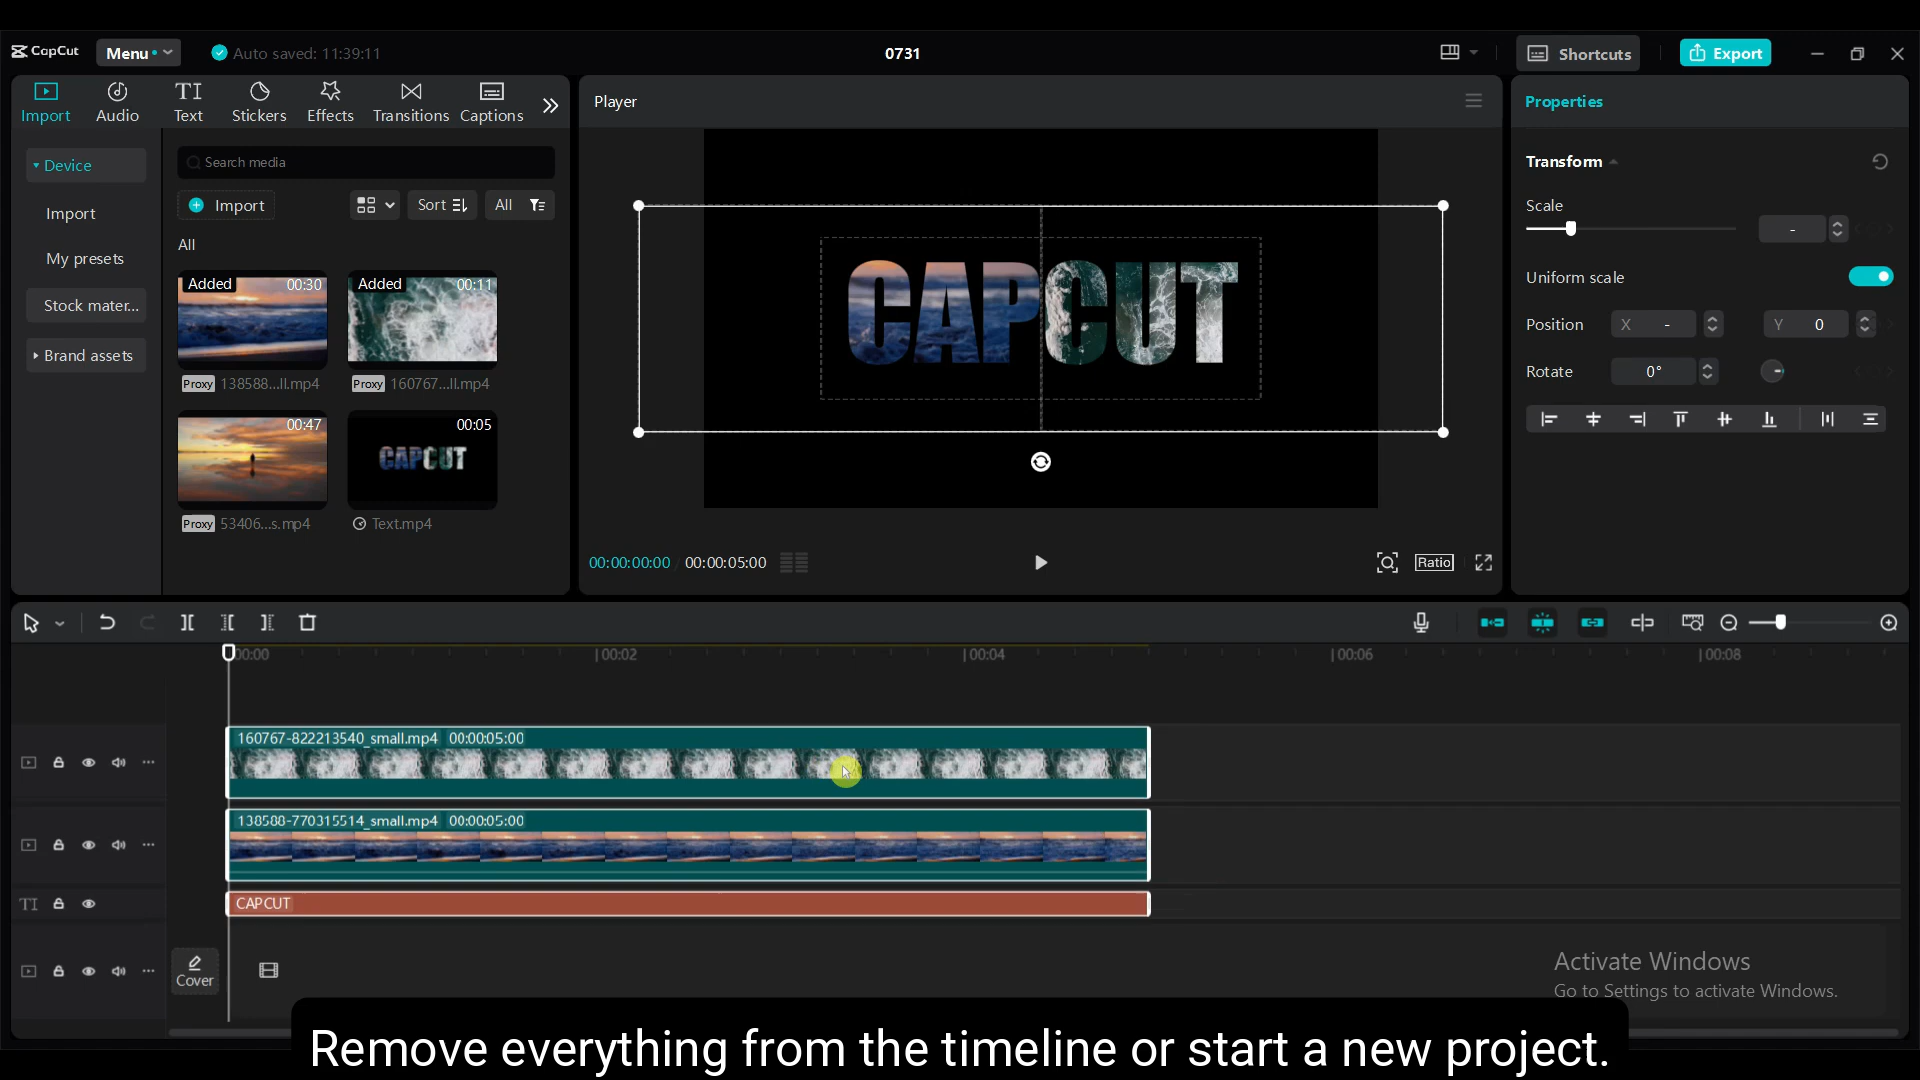 CapCut
Menu
Auto saved: 11:39:11
0731
Shortcuts
Export
Import
Audio
TI
Text
Stickers
Effects
Transitions
Captions
Player
Properties
Device
Import
My presets
Stock mater...
Brand assets
Search media
Import
Sort
All
All
Added
00:30
Added
00:11
Proxy 138588...ll.mp4
Proxy 160767...ll.mp4
00:47
00:05
CAPCUT
Proxy 53406...s.mp4
Text.mp4
CAPCUT
00:00:00:00 / 00:00:05:00
Ratio
Transform
Scale
-
Uniform scale
Position
X -
Y 0
Rotate
0°
00:00
00:02
00:04
00:06
00:08
160767-822213540_small.mp4 00:00:05:00
138588-770315514_small.mp4 00:00:05:00
TI
CAPCUT
Cover
Activate Windows
Go to Settings to activate Windows.
Remove everything from the timeline or start a new project.